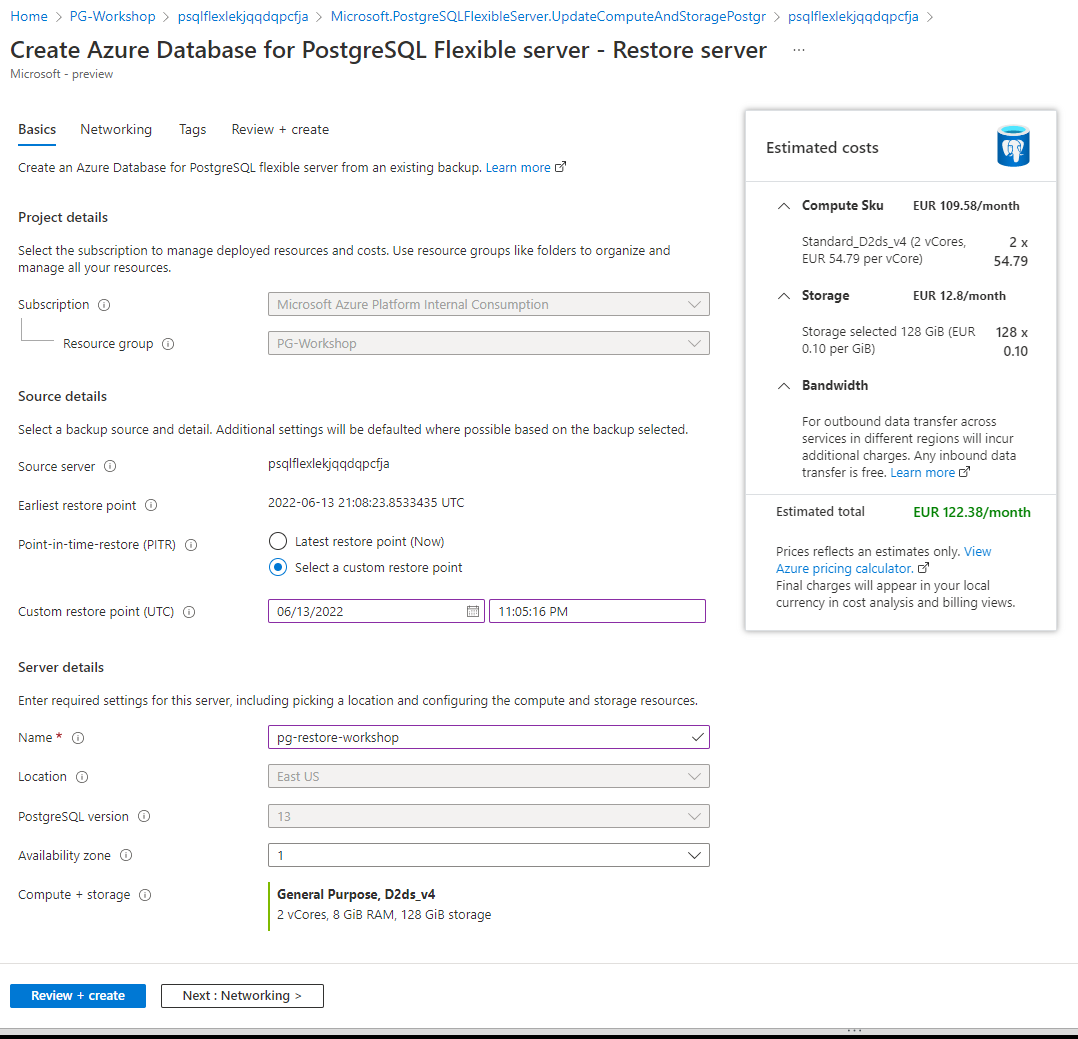 Home > PG-Workshop > psqlflexlekjqqdqpcfja > Microsoft.PostgreSQLFlexibleServer.UpdateComputeAndStoragePostgr > psqlflexlekjqqdqpcfja >
Create Azure Database for PostgreSQL Flexible server - Restore server ...
Microsoft - preview
Basics Networking Tags Review + create
Create an Azure Database for PostgreSQL flexible server from an existing backup. Learn more
Project details
Select the subscription to manage deployed resources and costs. Use resource groups like folders to organize and
manage all your resources.
Subscription Microsoft Azure Platform Internal Consumption
Resource group PG-Workshop
Source details
Select a backup source and detail. Additional settings will be defaulted where possible based on the backup selected.
Source server psqlflexlekjqqdqpcfja
Earliest restore point 2022-06-13 21:08:23.8533435 UTC
Point-in-time-restore (PITR) Latest restore point (Now)
Select a custom restore point
Custom restore point (UTC) 06/13/2022 11:05:16 PM
Server details
Enter required settings for this server, including picking a location and configuring the compute and storage resources.
Name * pg-restore-workshop
Location East US
PostgreSQL version 13
Availability zone 1
Compute + storage General Purpose, D2ds_v4
2 vCores, 8 GiB RAM, 128 GiB storage
Review + create Next : Networking >
Estimated costs
Compute Sku EUR 109.58/month
Standard_D2ds_v4 (2 vCores, 2 x
EUR 54.79 per vCore) 54.79
Storage EUR 12.8/month
Storage selected 128 GiB (EUR 128 x
0.10 per GiB) 0.10
Bandwidth
For outbound data transfer across
services in different regions will incur
additional charges. Any inbound data
transfer is free. Learn more
Estimated total EUR 122.38/month
Prices reflects an estimates only. View
Azure pricing calculator.
Final charges will appear in your local
currency in cost analysis and billing views.